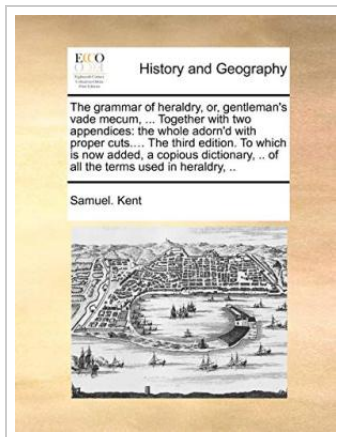 ECCO
History and Geography
The grammar of heraldry, or, gentleman's
vade mecum, ... Together with two
appendices: the whole adorn'd with
proper cuts.... The third edition. To which
is now added, a copious dictionary, .. of
all the terms used in heraldry, ..
Samuel. Kent